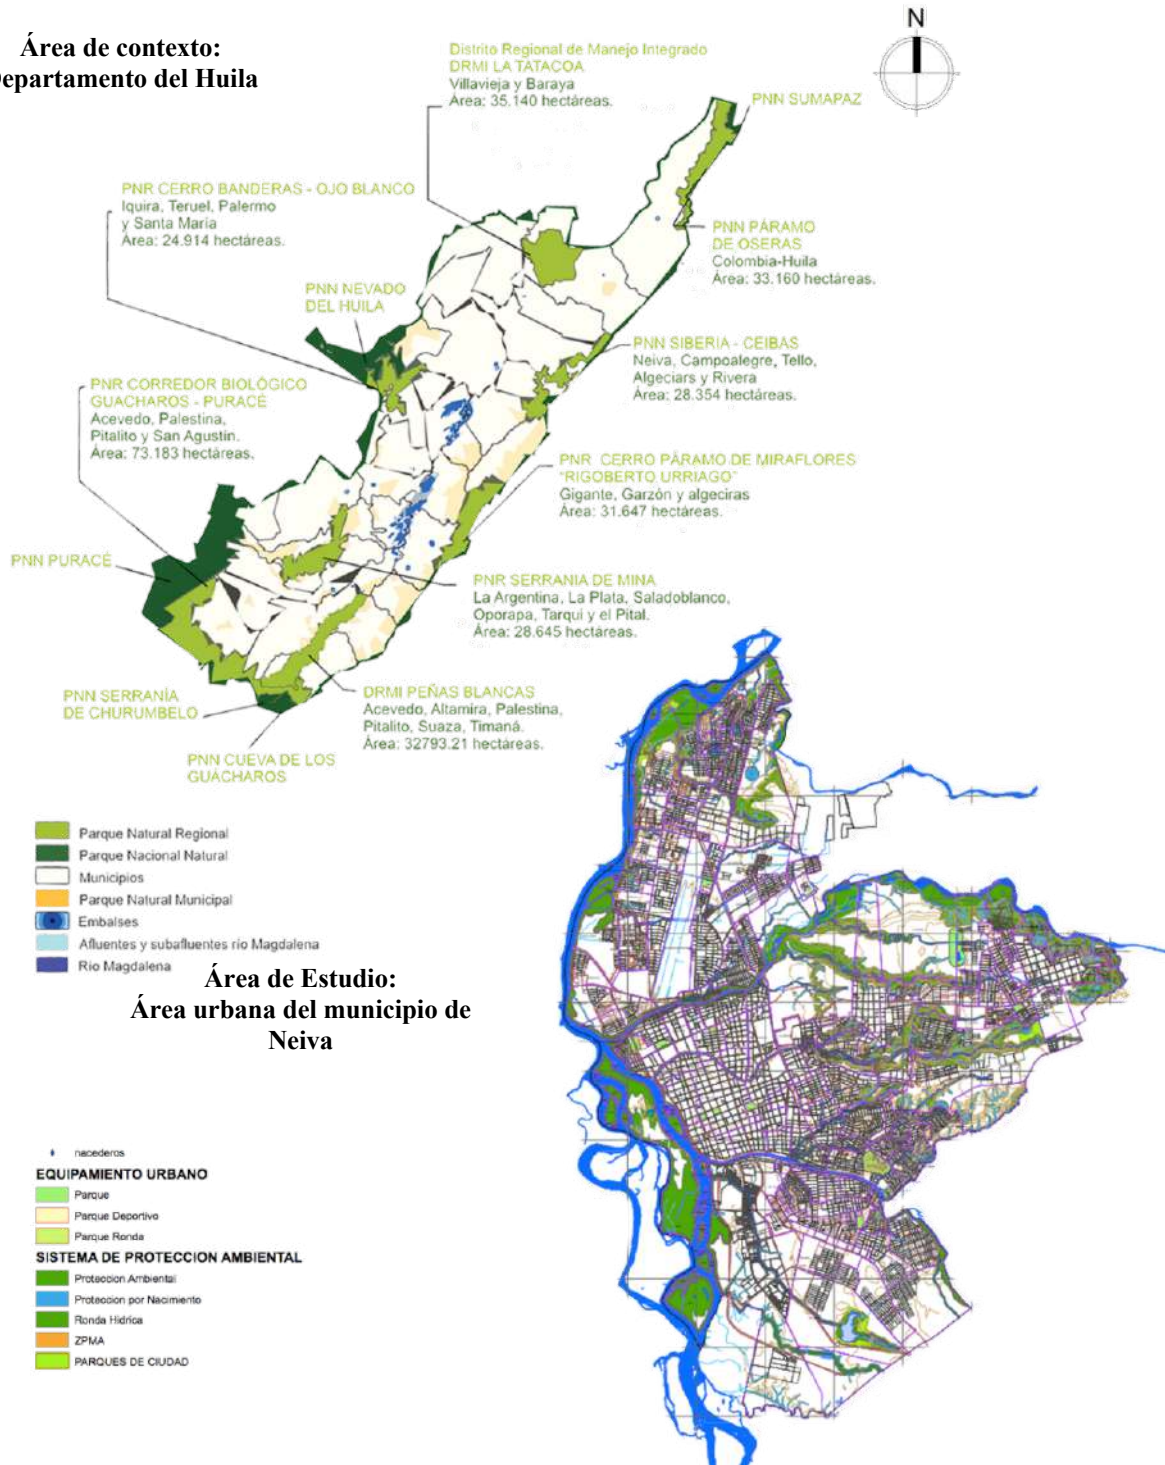 N
Área de contexto:
Departamento del Huila
Distrito Regional de Manejo Integrado
DRMI LA TATACOA
Villavieja y Baraya
Área: 35.140 hectáreas.
PNN SUMAPAZ
PNR CERRO BANDERAS - OJO BLANCO
Iquira, Teruel, Palermo
y Santa María
Área: 24.914 hectáreas.
PNN PÁRAMO
DE OSERAS
Colombia-Huila
Área: 33.160 hectáreas.
PNN NEVADO
DEL HUILA
PNN SIBERIA - CEIBAS
Neiva, Campoalegre, Tello,
Algeciars y Rivera
Área: 28.354 hectáreas.
PNR CORREDOR BIOLÓGICO
GUACHAROS - PURACÉ
Acevedo, Palestina,
Pitalito y San Agustín.
Área: 73.183 hectáreas.
PNR CERRO PÁRAMO DE MIRAFLORES
"RIGOBERTO URRIAGO"
Gigante, Garzón y algeciras
Área: 31.647 hectáreas.
PNN PURACÉ
PNR SERRANIA DE MINA
La Argentina, La Plata, Saladoblanco,
Oporapa, Tarqui y el Pital.
Área: 28.645 hectáreas.
PNN SERRANÍA
DE CHURUMBELO
DRMI PEÑAS BLANCAS
Acevedo, Altamira, Palestina,
Pitalito, Suaza, Timaná.
Área: 32793.21 hectáreas.
PNN CUEVA DE LOS
GUÁCHAROS
Parque Natural Regional
Parque Nacional Natural
Municipios
Parque Natural Municipal
Embalses
Afluentes y subafluentes río Magdalena
Río Magdalena
Área de Estudio:
Área urbana del municipio de
Neiva
nacederos
EQUIPAMIENTO URBANO
Parque
Parque Deportivo
Parque Ronda
SISTEMA DE PROTECCION AMBIENTAL
Proteccion Ambiental
Proteccion por Nacimiento
Ronda Hidrica
ZPMA
PARQUES DE CIUDAD